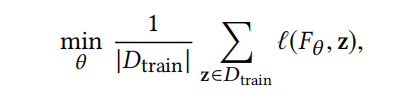 min_θ 1/|D_train| ∑_{z∈D_train} ℓ(F_θ, z),